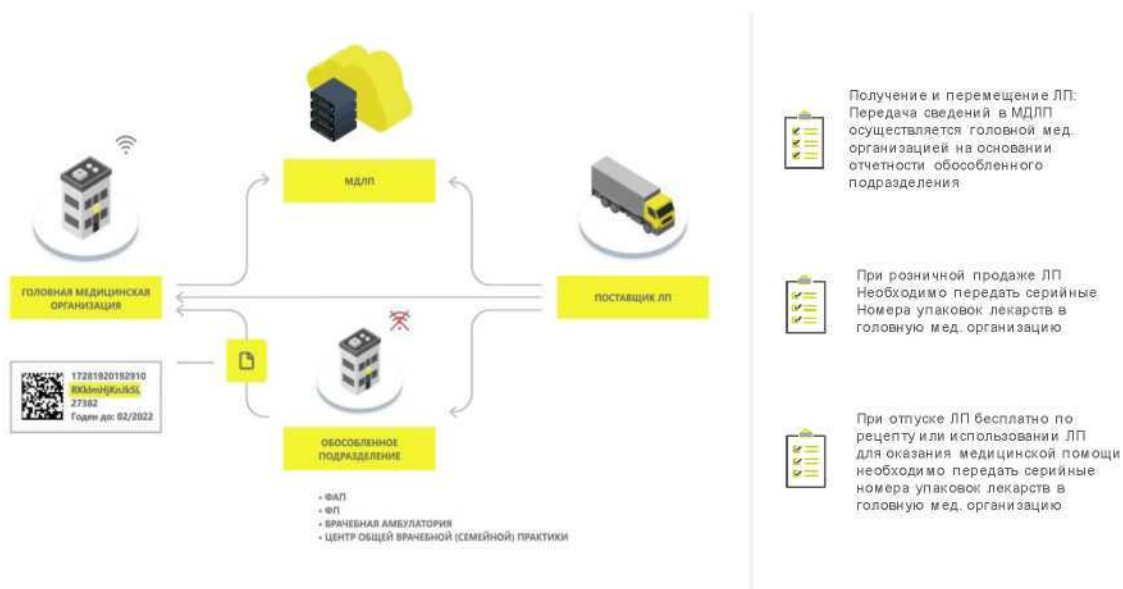 МДЛП
ГОЛОВНАЯ МЕДИЦИНСКАЯ
ОРГАНИЗАЦИЯ
ПОСТАВЩИК ЛП
17281920192910
RKklmHjKnJkSL
27382
Годен до: 02/2022
ОБОСОБЛЕННОЕ
ПОДРАЗДЕЛЕНИЕ
• ФАП
• ФП
• ВРАЧЕБНАЯ АМБУЛАТОРИЯ
• ЦЕНТР ОБЩЕЙ ВРАЧЕБНОЙ (СЕМЕЙНОЙ) ПРАКТИКИ
Получение и перемещение ЛП:
Передача сведений в МДЛП
осуществляется головной мед.
организацией на основании
отчетности обособленного
подразделения
При розничной продаже ЛП
Необходимо передать серийные
Номера упаковок лекарств в
головную мед. организацию
При отпуске ЛП бесплатно по
рецепту или использовании ЛП
для оказания медицинской помощи
необходимо передать серийные
номера упаковок лекарств в
головную мед. организацию